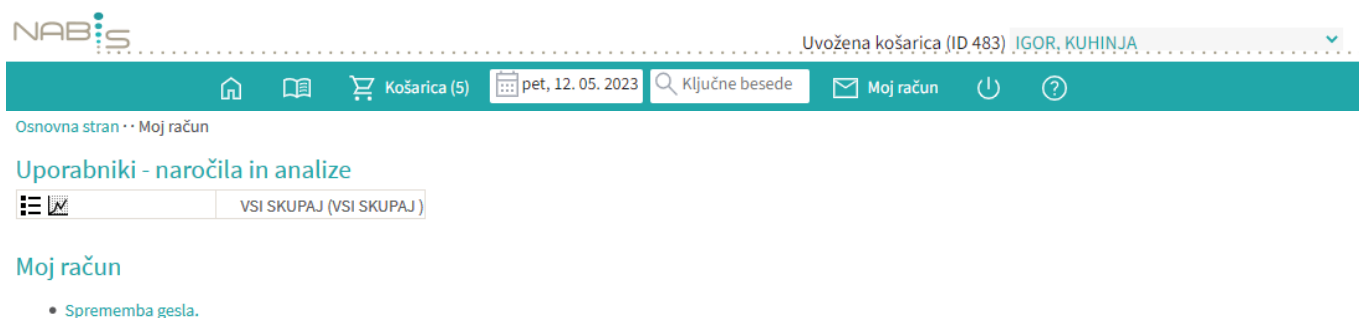 NABIS
Uvožena košarica (ID 483) IGOR, KUHINJA
Košarica (5) pet, 12. 05. 2023 Ključne besede Moj račun
Osnovna stran ·· Moj račun
Uporabniki - naročila in analize
VSI SKUPAJ (VSI SKUPAJ )
Moj račun
• Sprememba gesla.